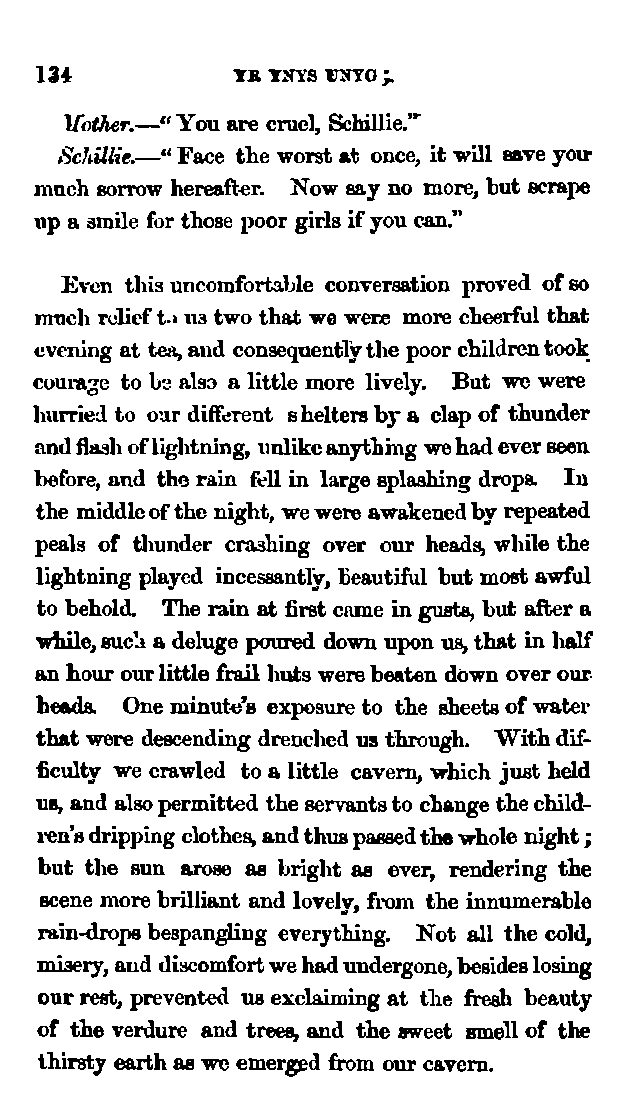 134 YR YNYS UNYG;
Mother.—“ You are cruel, Schillie.”
Schillie.—“ Face the worst at once, it will save your
much sorrow hereafter. Now say no more, but scrape
up a smile for those poor girls if you can.”
Even this uncomfortable conversation proved of so
much relief to us two that we were more cheerful that
evening at tea, and consequently the poor children took
courage to be also a little more lively. But we were
hurried to our different shelters by a clap of thunder
and flash of lightning, unlike anything we had ever seen
before, and the rain fell in large splashing drops. In
the middle of the night, we were awakened by repeated
peals of thunder crashing over our heads, while the
lightning played incessantly, beautiful but most awful
to behold. The rain at first came in gusts, but after a
while, such a deluge poured down upon us, that in half
an hour our little frail huts were beaten down over our
heads. One minute’s exposure to the sheets of water
that were descending drenched us through. With dif-
ficulty we crawled to a little cavern, which just held
us, and also permitted the servants to change the child-
ren’s dripping clothes, and thus passed the whole night ;
but the sun arose as bright as ever, rendering the
scene more brilliant and lovely, from the innumerable
rain-drops bespangling everything. Not all the cold,
misery, and discomfort we had undergone, besides losing
our rest, prevented us exclaiming at the fresh beauty
of the verdure and trees, and the sweet smell of the
thirsty earth as we emerged from our cavern.